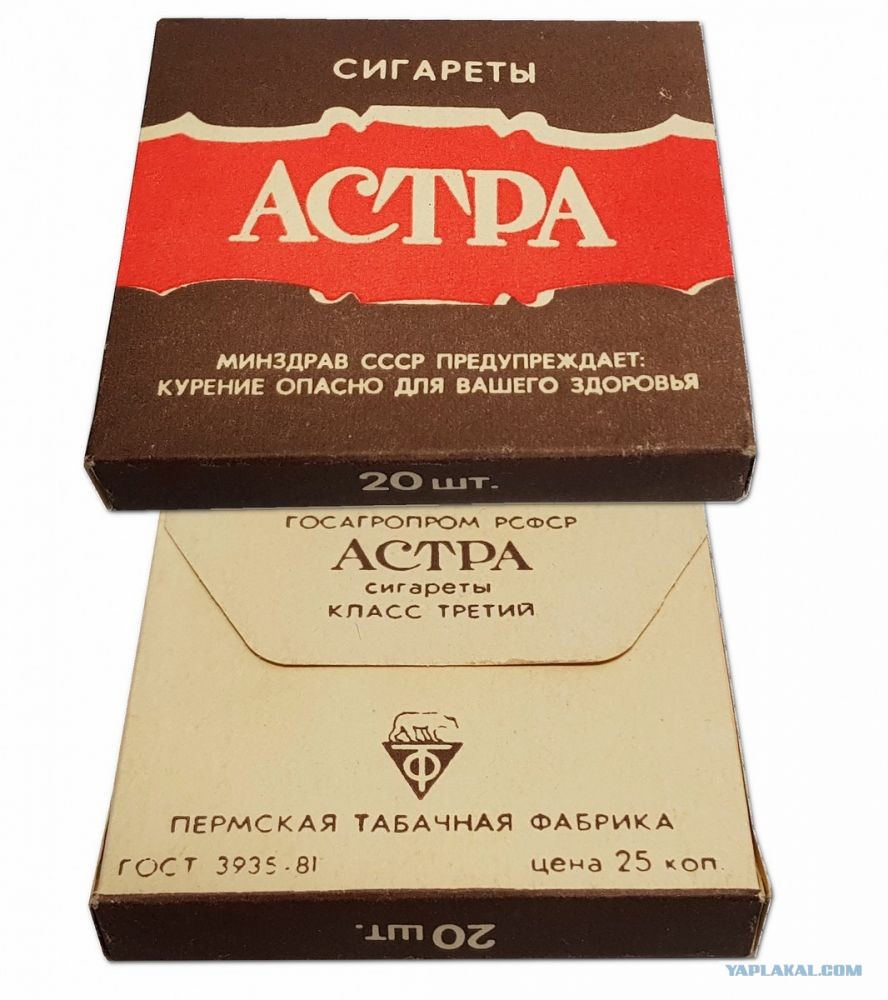 СИГАРЕТЫ
АСТРА
МИНЗДРАВ СССР ПРЕДУПРЕЖДАЕТ:
КУРЕНИЕ ОПАСНО ДЛЯ ВАШЕГО ЗДОРОВЬЯ
20 шт.
ГОСАГРОПРОМ РСФСР
АСТРА
сигареты
КЛАСС ТРЕТИЙ
Ф
ПЕРМСКАЯ ТАБАЧНАЯ ФАБРИКА
ГОСТ 3935-81 цена 25 коп.
20 шт.
YAPLAKAL.COM